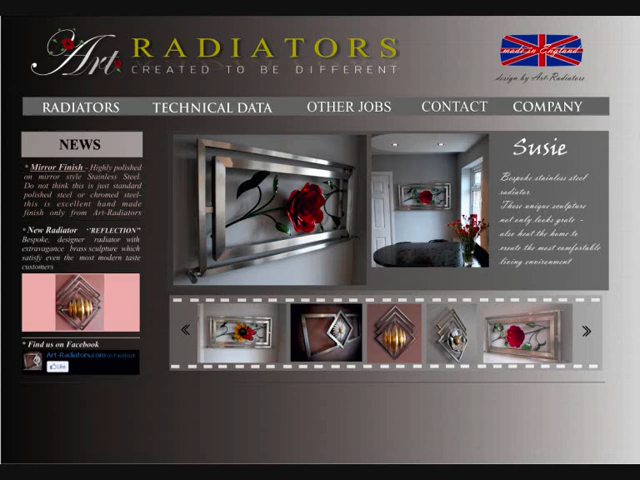 Art RADIATORS
CREATED TO BE DIFFERENT
made in England
design by Art-Radiators
RADIATORS TECHNICAL DATA OTHER JOBS CONTACT COMPANY
NEWS
* Mirror Finish - Highly polished
on mirror style Stainless Steel.
Do not think this is just standard
polished steel or chromed steel-
this is excellent hand made
finish only from Art-Radiators
* New Radiator "REFLECTION"
Bespoke, designer radiator with
extravagance brass sculpture which
satisfy even the most modern taste
customers
* Find us on Facebook
Art-Radiators.com on Facebook
Like
Susie
Bespoke stainless steel
radiator.
These unique sculpture
not only looks grate -
also heat the home to
create the most comfortable
living environment